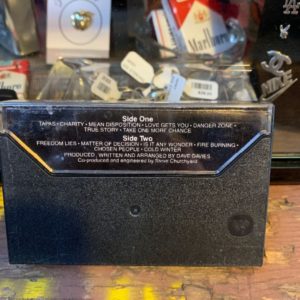 Marlboro
Side One
TAPAS • CHARITY • MEAN DISPOSITION • LOVE GETS YOU • DANGER ZONE •
TRUE STORY • TAKE ONE MORE CHANCE
Side Two
FREEDOM LIES • MATTER OF DECISION • IS IT ANY WONDER • FIRE BURNING •
CHOSEN PEOPLE • COLD WINTER
PRODUCED, WRITTEN AND ARRANGED BY DAVE DAVIES
Co-produced and engineered by Steve Churchyard